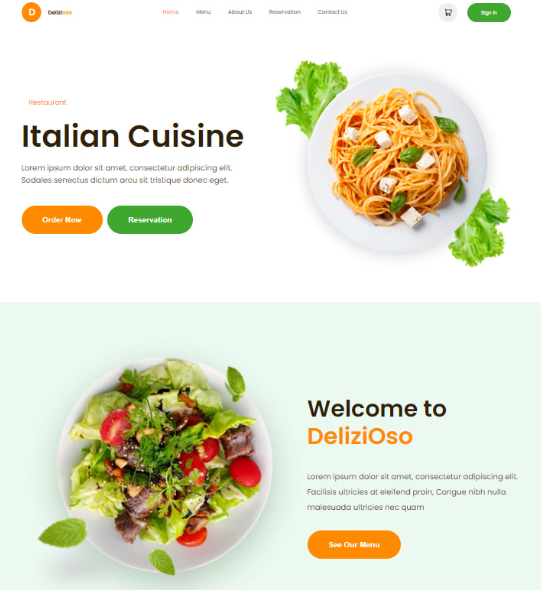 D
DeliziOso
Home Menu About Us Reservation Contact Us
Sign In
Restaurant
Italian Cuisine
Lorem ipsum dolor sit amet, consectetur adipiscing elit.
Sodales senectus dictum arcu sit tristique donec eget.
Order Now Reservation
Welcome to
DeliziOso
Lorem ipsum dolor sit amet, consectetur adipiscing elit.
Facilisis ultricies at eleifend proin, Congue nibh nulla
malesuada ultricies nec quam
See Our Menu